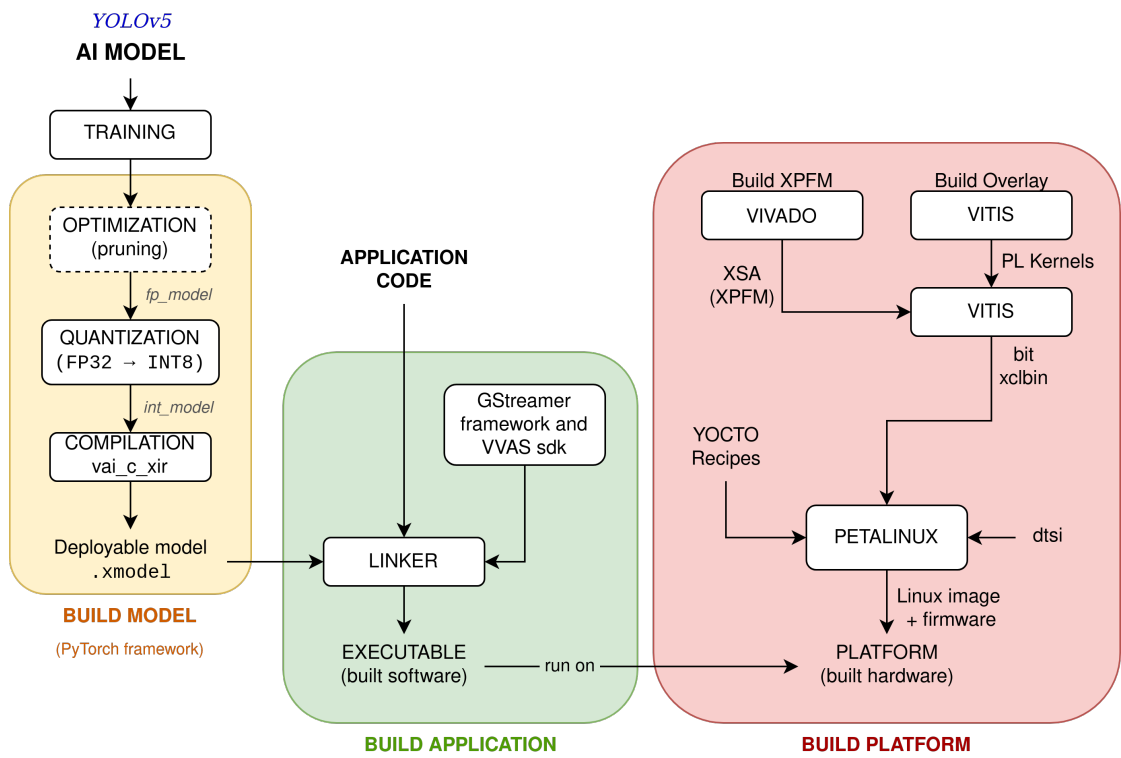 YOLOv5
AI MODEL
TRAINING
OPTIMIZATION
(pruning)
fp_model
QUANTIZATION
(FP32 → INT8)
int_model
COMPILATION
vai_c_xir
Deployable model
.xmodel
BUILD MODEL
(PyTorch framework)
APPLICATION
CODE
GStreamer
framework and
VVAS sdk
LINKER
EXECUTABLE
(built software)
run on
BUILD APPLICATION
Build XPFM
VIVADO
XSA
(XPFM)
Build Overlay
VITIS
PL Kernels
VITIS
bit
xclbin
YOCTO
Recipes
PETALINUX
dtsi
Linux image
+ firmware
PLATFORM
(built hardware)
BUILD PLATFORM